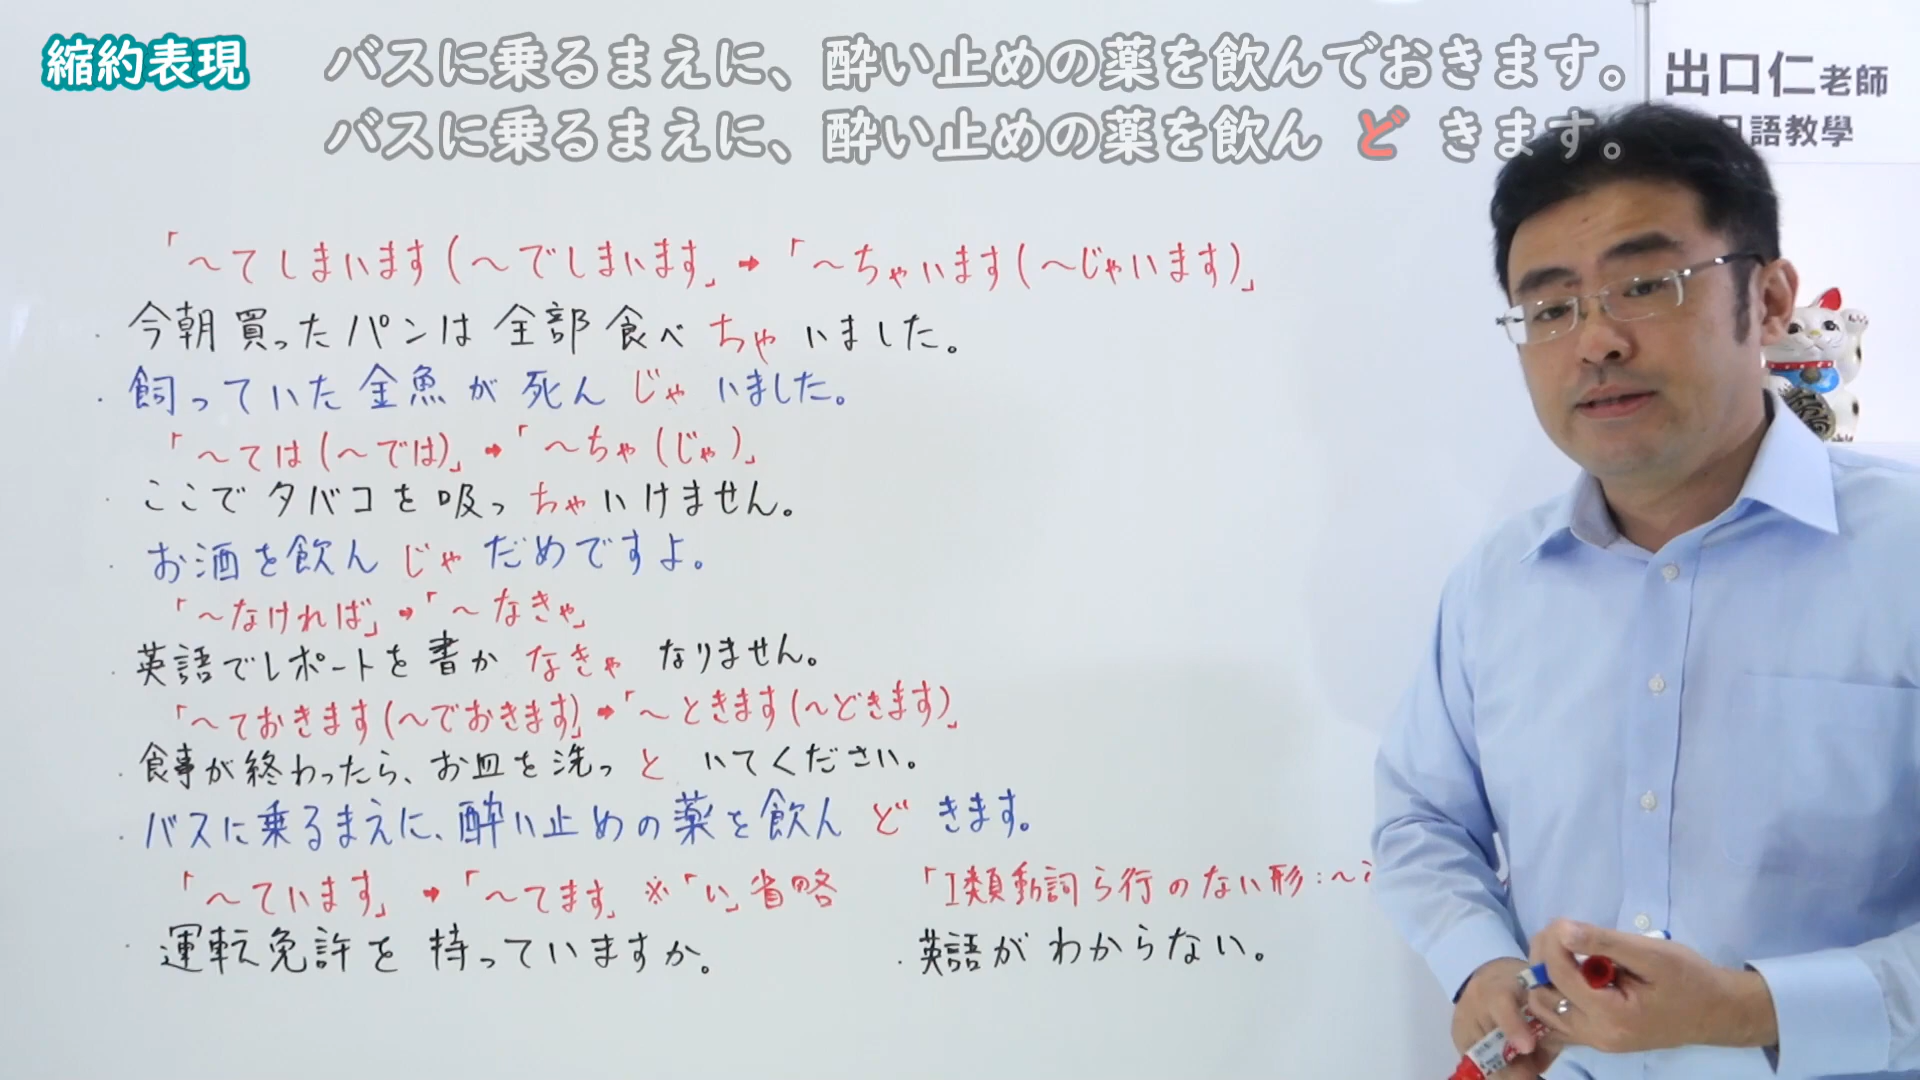 縮約表現
バスに乗るまえに、酔い止めの薬を飲んでおきます。
バスに乗るまえに、酔い止めの薬を飲んどきます。
出口仁老師
日語教學
「～てしまいます(～でしまいます」→「～ちゃいます(～じゃいます)」
・今朝買ったパンは全部食べちゃいました。
・飼っていた金魚が死んじゃいました。
「～ては(～では)」→「～ちゃ(じゃ)」
・ここでタバコを吸っちゃいけません。
・お酒を飲んじゃだめですよ。
「～なければ」→「～なきゃ」
・英語でレポートを書かなきゃなりません。
「～ておきます(～でおきます)」→「～ときます(～どきます)」
・食事が終わったら、お皿を洗っといてください。
・バスに乗るまえに、酔い止めの薬を飲んどきます。
「～ています」→「～てます」※「い」省略
・運転免許を持っていますか。
「I類動詞ら行のない形:～
・英語がわからない。